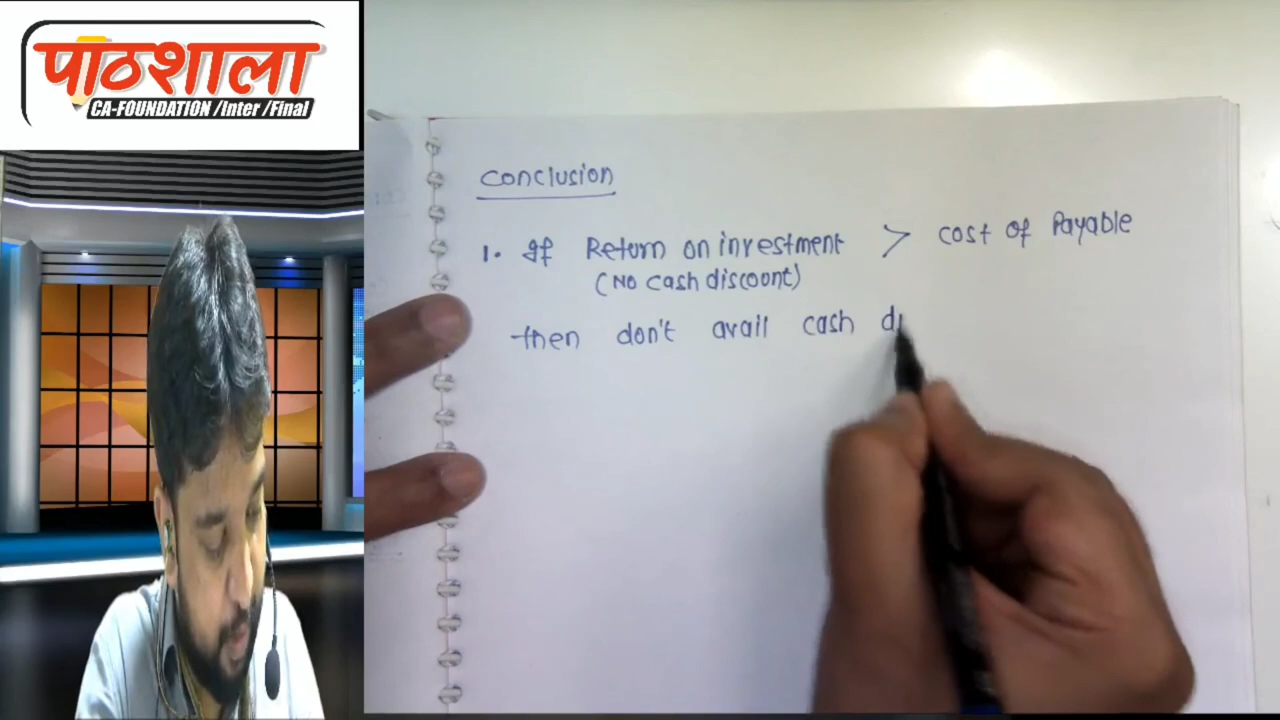 पाठशाला
CA-FOUNDATION /Inter /Final
Conclusion
1. If Return on investment > cost of Payable
(No cash discount)
then don't avail cash di